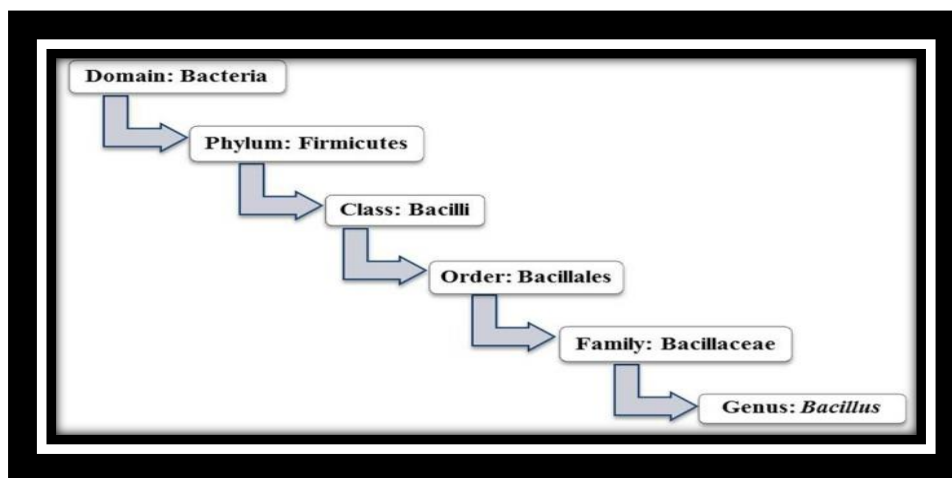 Domain: Bacteria
Phylum: Firmicutes
Class: Bacilli
Order: Bacillales
Family: Bacillaceae
Genus: Bacillus